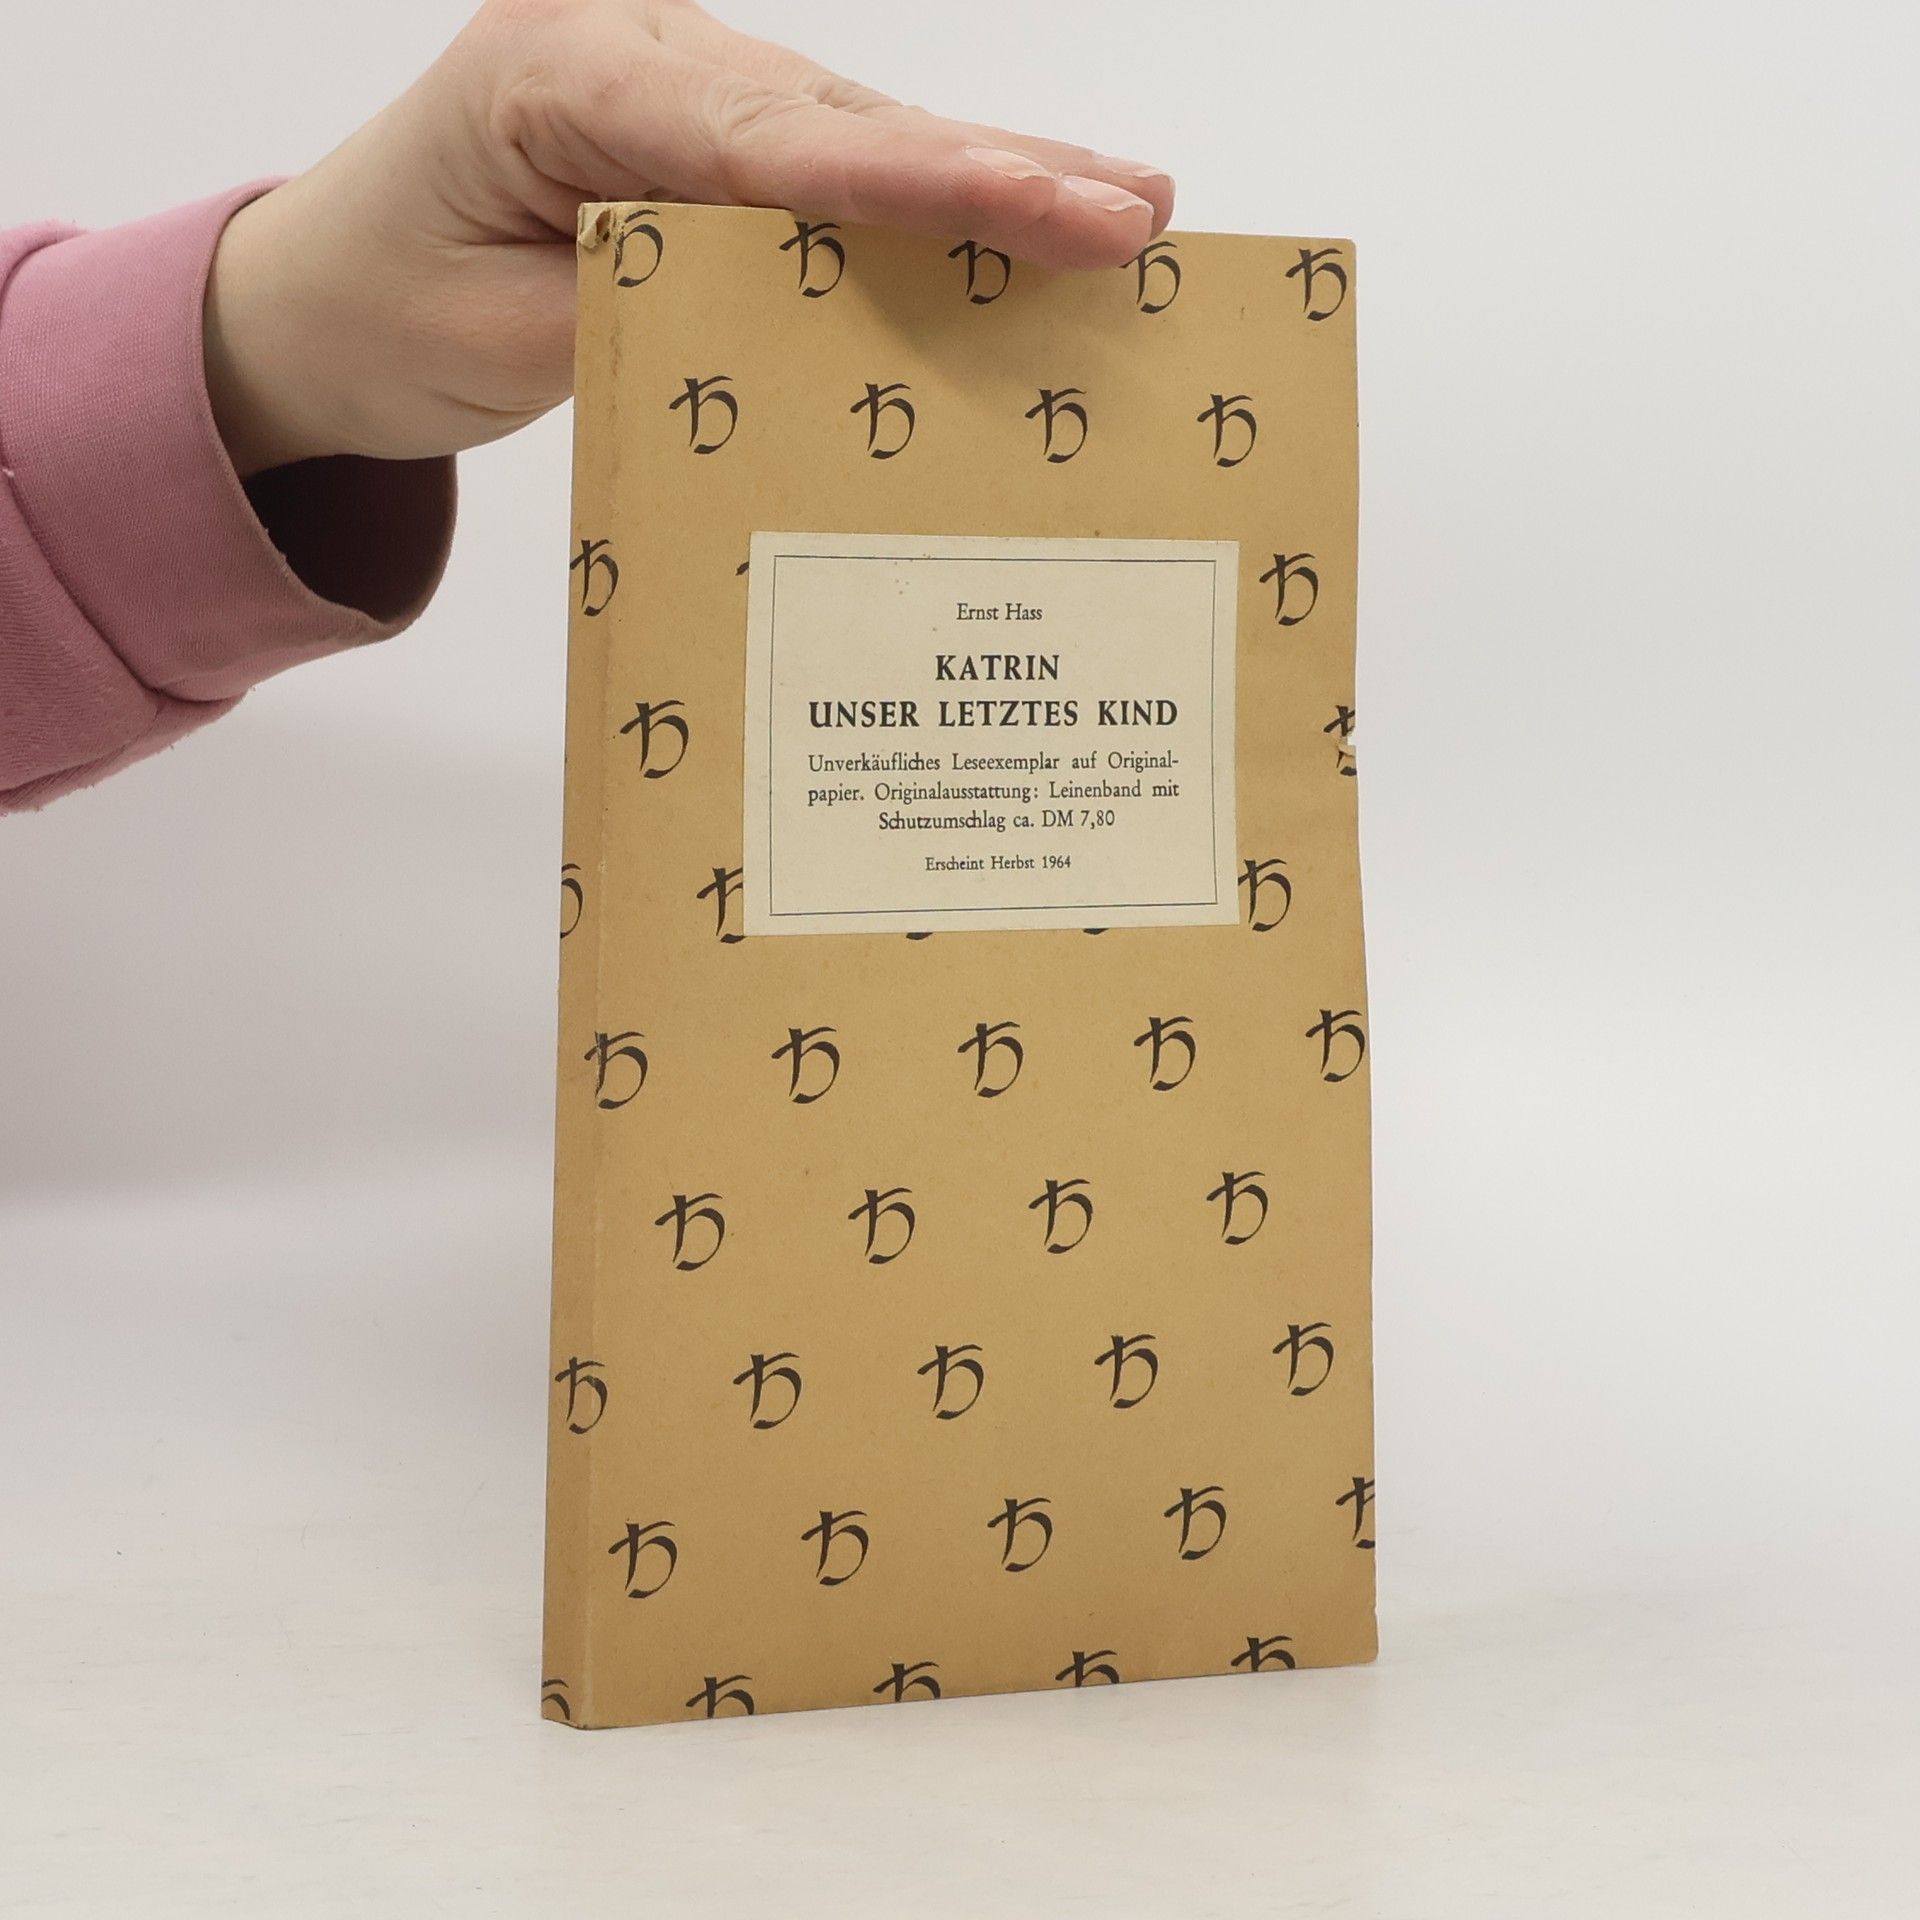 Ernst Hass
KATRIN
UNSER LETZTES KIND
Unverkäufliches Leseexemplar auf Original-
papier. Originalausstattung: Leinenband mit
Schutzumschlag ca. DM 7,80
Erscheint Herbst 1964